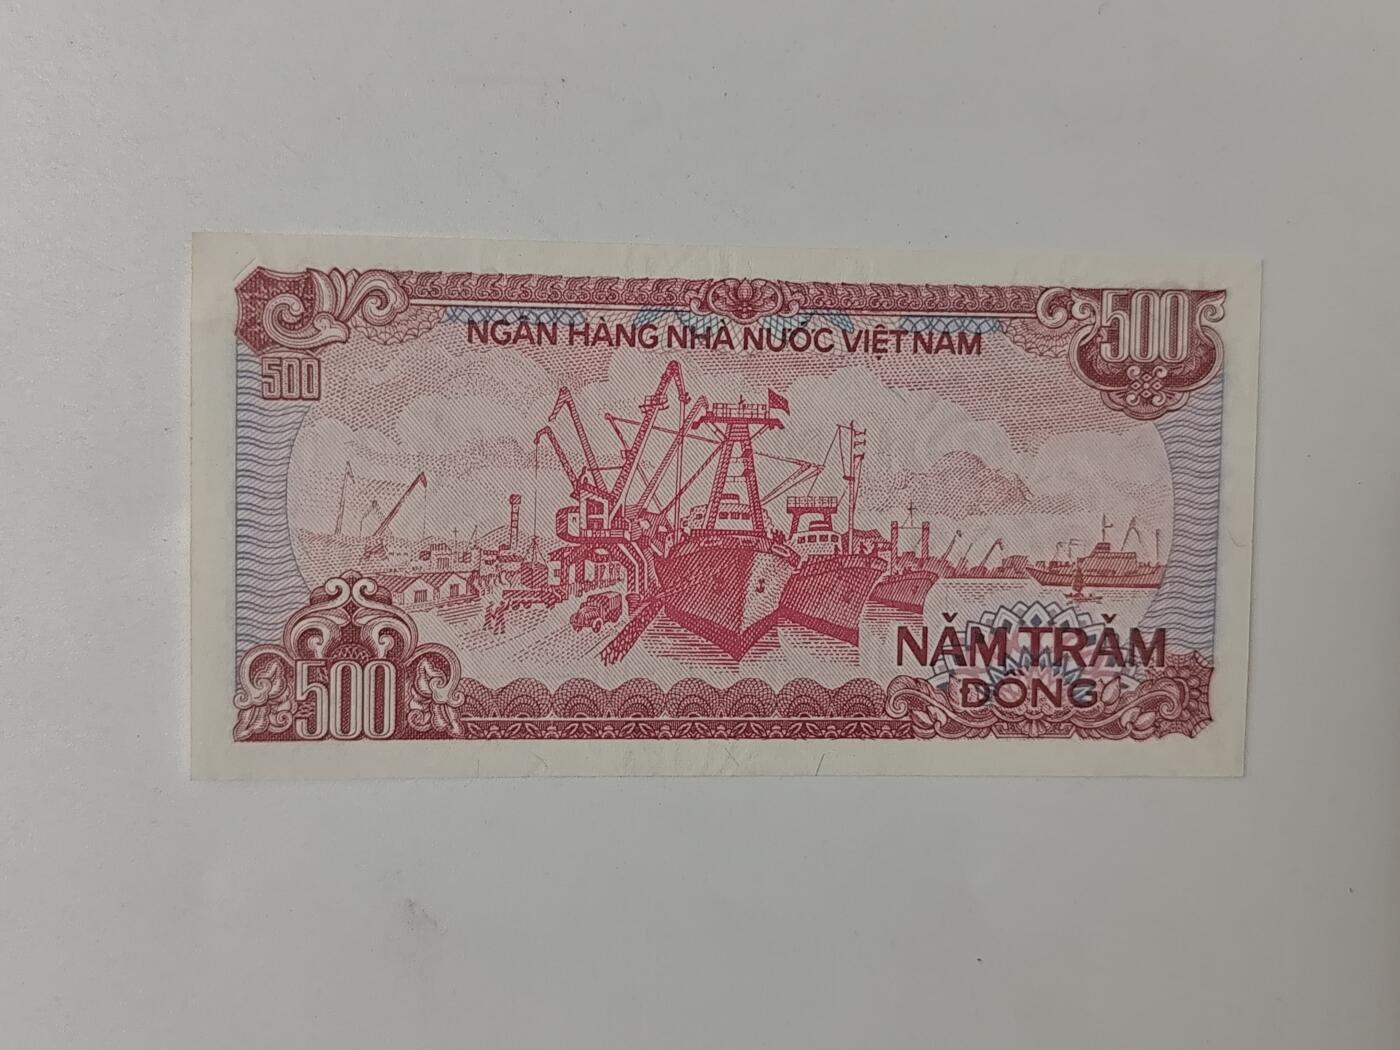 500
NGÂN HÀNG NHÀ NƯỚC VIỆT NAM
500
500
NĂM TRĂM
ĐỒNG